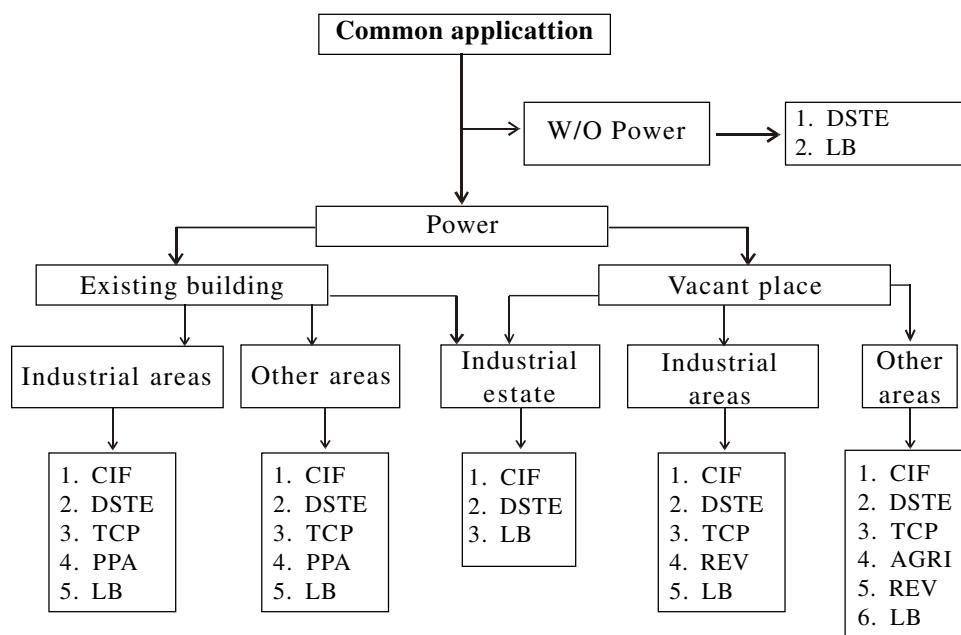 Common applicattion
W/O Power
1. DSTE
2. LB
Power
Existing building
Vacant place
Industrial areas
Other areas
Industrial
estate
Industrial
areas
Other
areas
1. CIF
2. DSTE
3. TCP
4. PPA
5. LB
1. CIF
2. DSTE
3. TCP
4. PPA
5. LB
1. CIF
2. DSTE
3. LB
1. CIF
2. DSTE
3. TCP
4. REV
5. LB
1. CIF
2. DSTE
3. TCP
4. AGRI
5. REV
6. LB